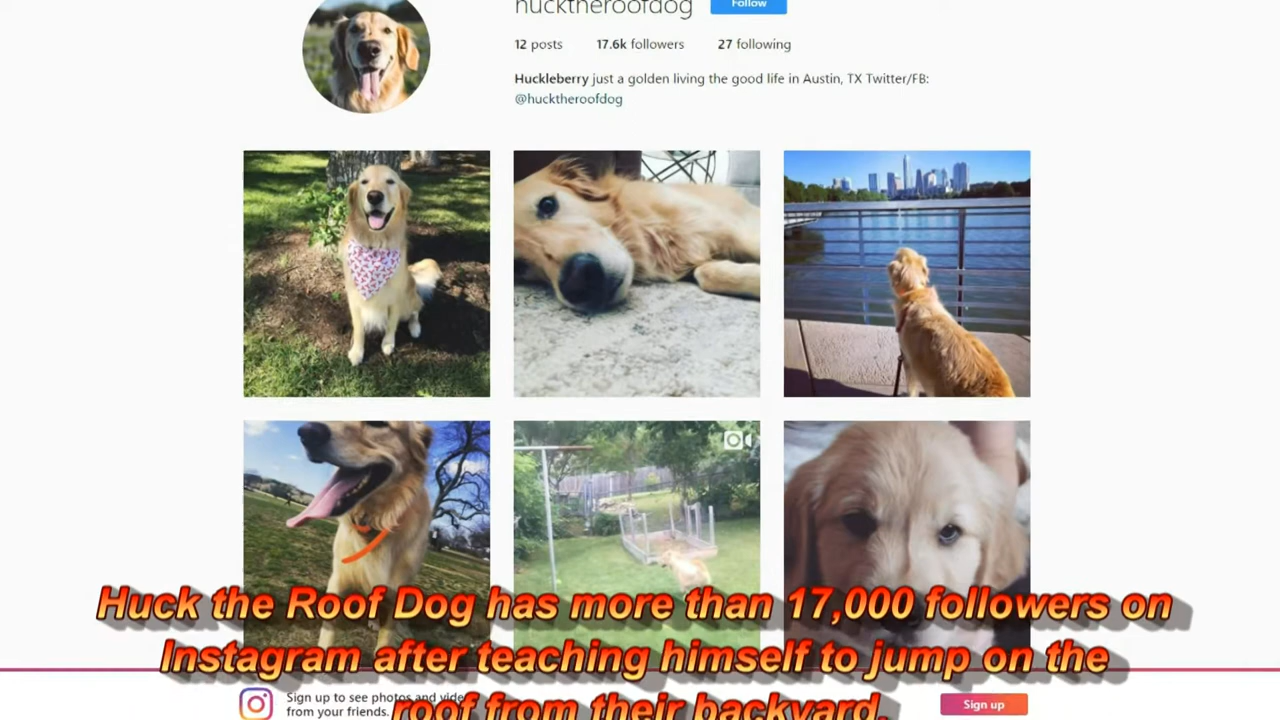 hucktheroofdog Follow
12 posts 17.6k followers 27 following
Huckleberry just a golden living the good life in Austin, TX Twitter/FB:
@hucktheroofdog
Huck the Roof Dog has more than 17,000 followers on
Instagram after teaching himself to jump on the
roof from their backyard.
Sign up to see photos and vide
from your friends.
Sign up